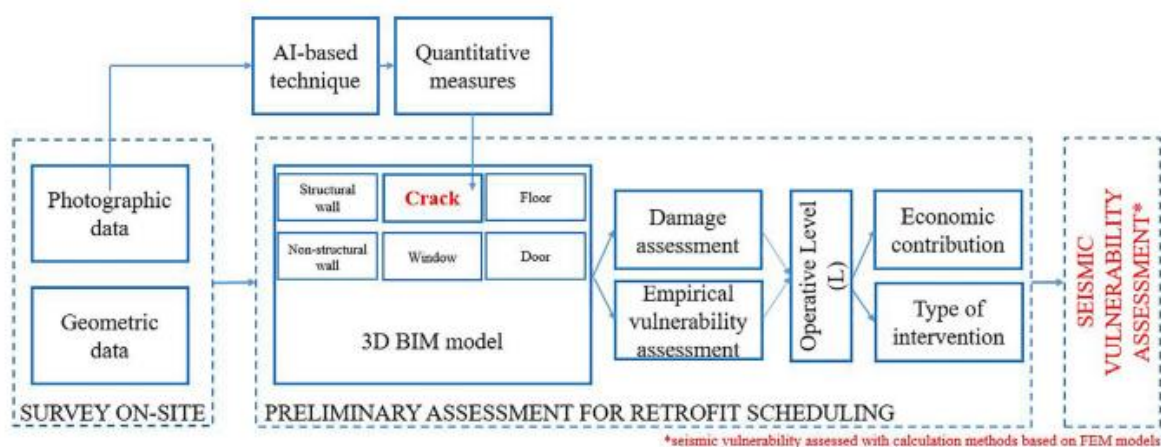 AI-based
technique
Quantitative
measures
Photographic
data
Geometric
data
SURVEY ON-SITE
Structural
wall
Crack
Floor
Non-structural
wall
Window
Door
3D BIM model
Damage
assessment
Empirical
vulnerability
assessment
Operative Level
(L)
Economic
contribution
Type of
intervention
PRELIMINARY ASSESSMENT FOR RETROFIT SCHEDULING
SEISMIC
VULNERABILITY
ASSESSMENT*
*seismic vulnerability assessed with calculation methods based on FEM models